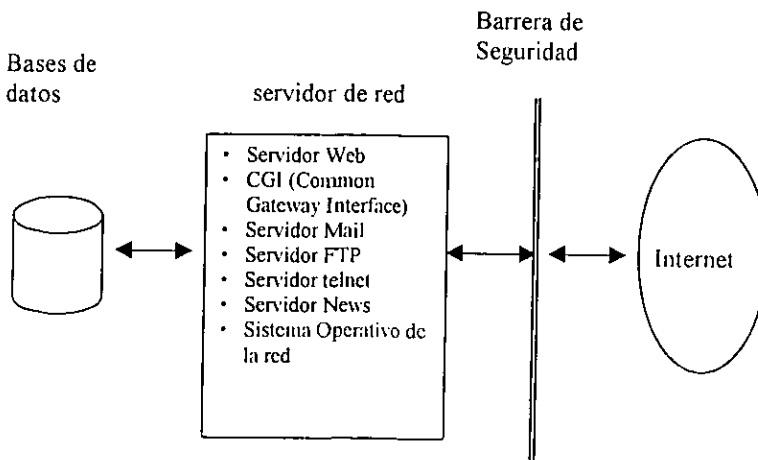 Bases de
datos
servidor de red
Barrera de
Seguridad
• Servidor Web
• CGI (Common
Gateway Interface)
• Servidor Mail
• Servidor FTP
• Servidor telnet
• Servidor News
• Sistema Operativo de
la red
Internet